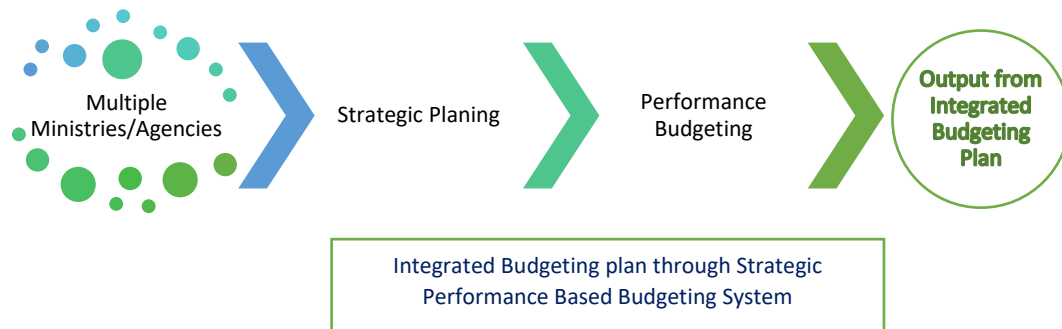 Multiple
Ministries/Agencies
Strategic Planing
Performance
Budgeting
Output from
Integrated
Budgeting
Plan
Integrated Budgeting plan through Strategic
Performance Based Budgeting System